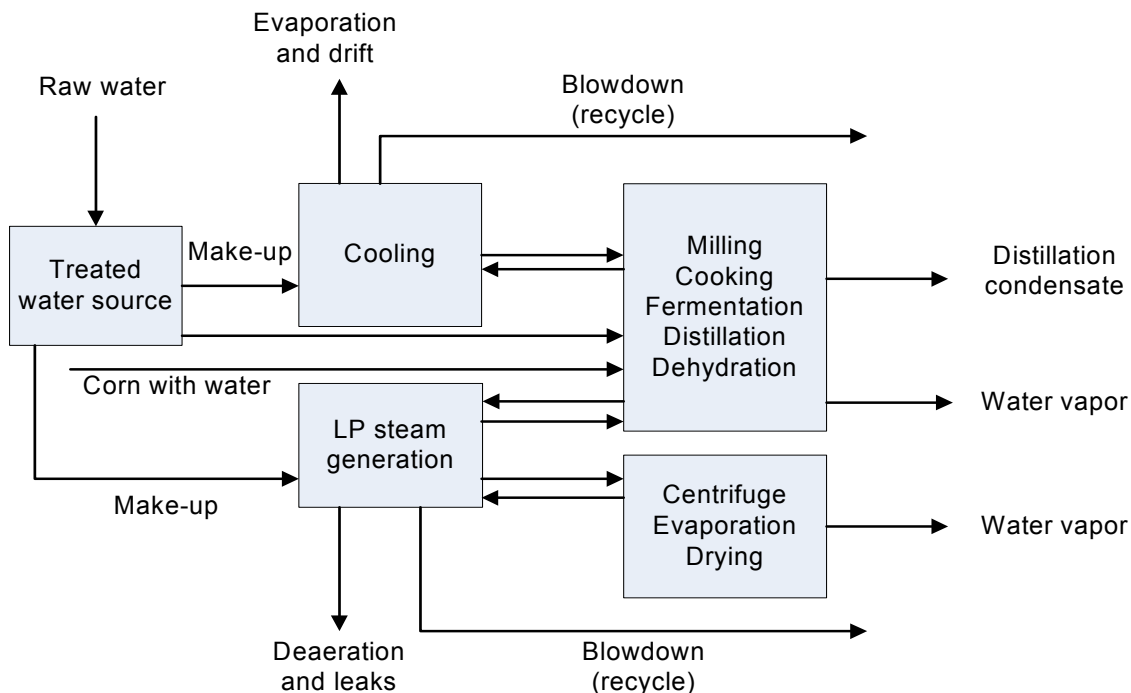 Evaporation
and drift
Raw water
Blowdown
(recycle)
Treated
water source
Make-up
Cooling
Milling
Cooking
Fermentation
Distillation
Dehydration
Distillation
condensate
Corn with water
LP steam
generation
Water vapor
Make-up
Centrifuge
Evaporation
Drying
Water vapor
Deaeration
and leaks
Blowdown
(recycle)